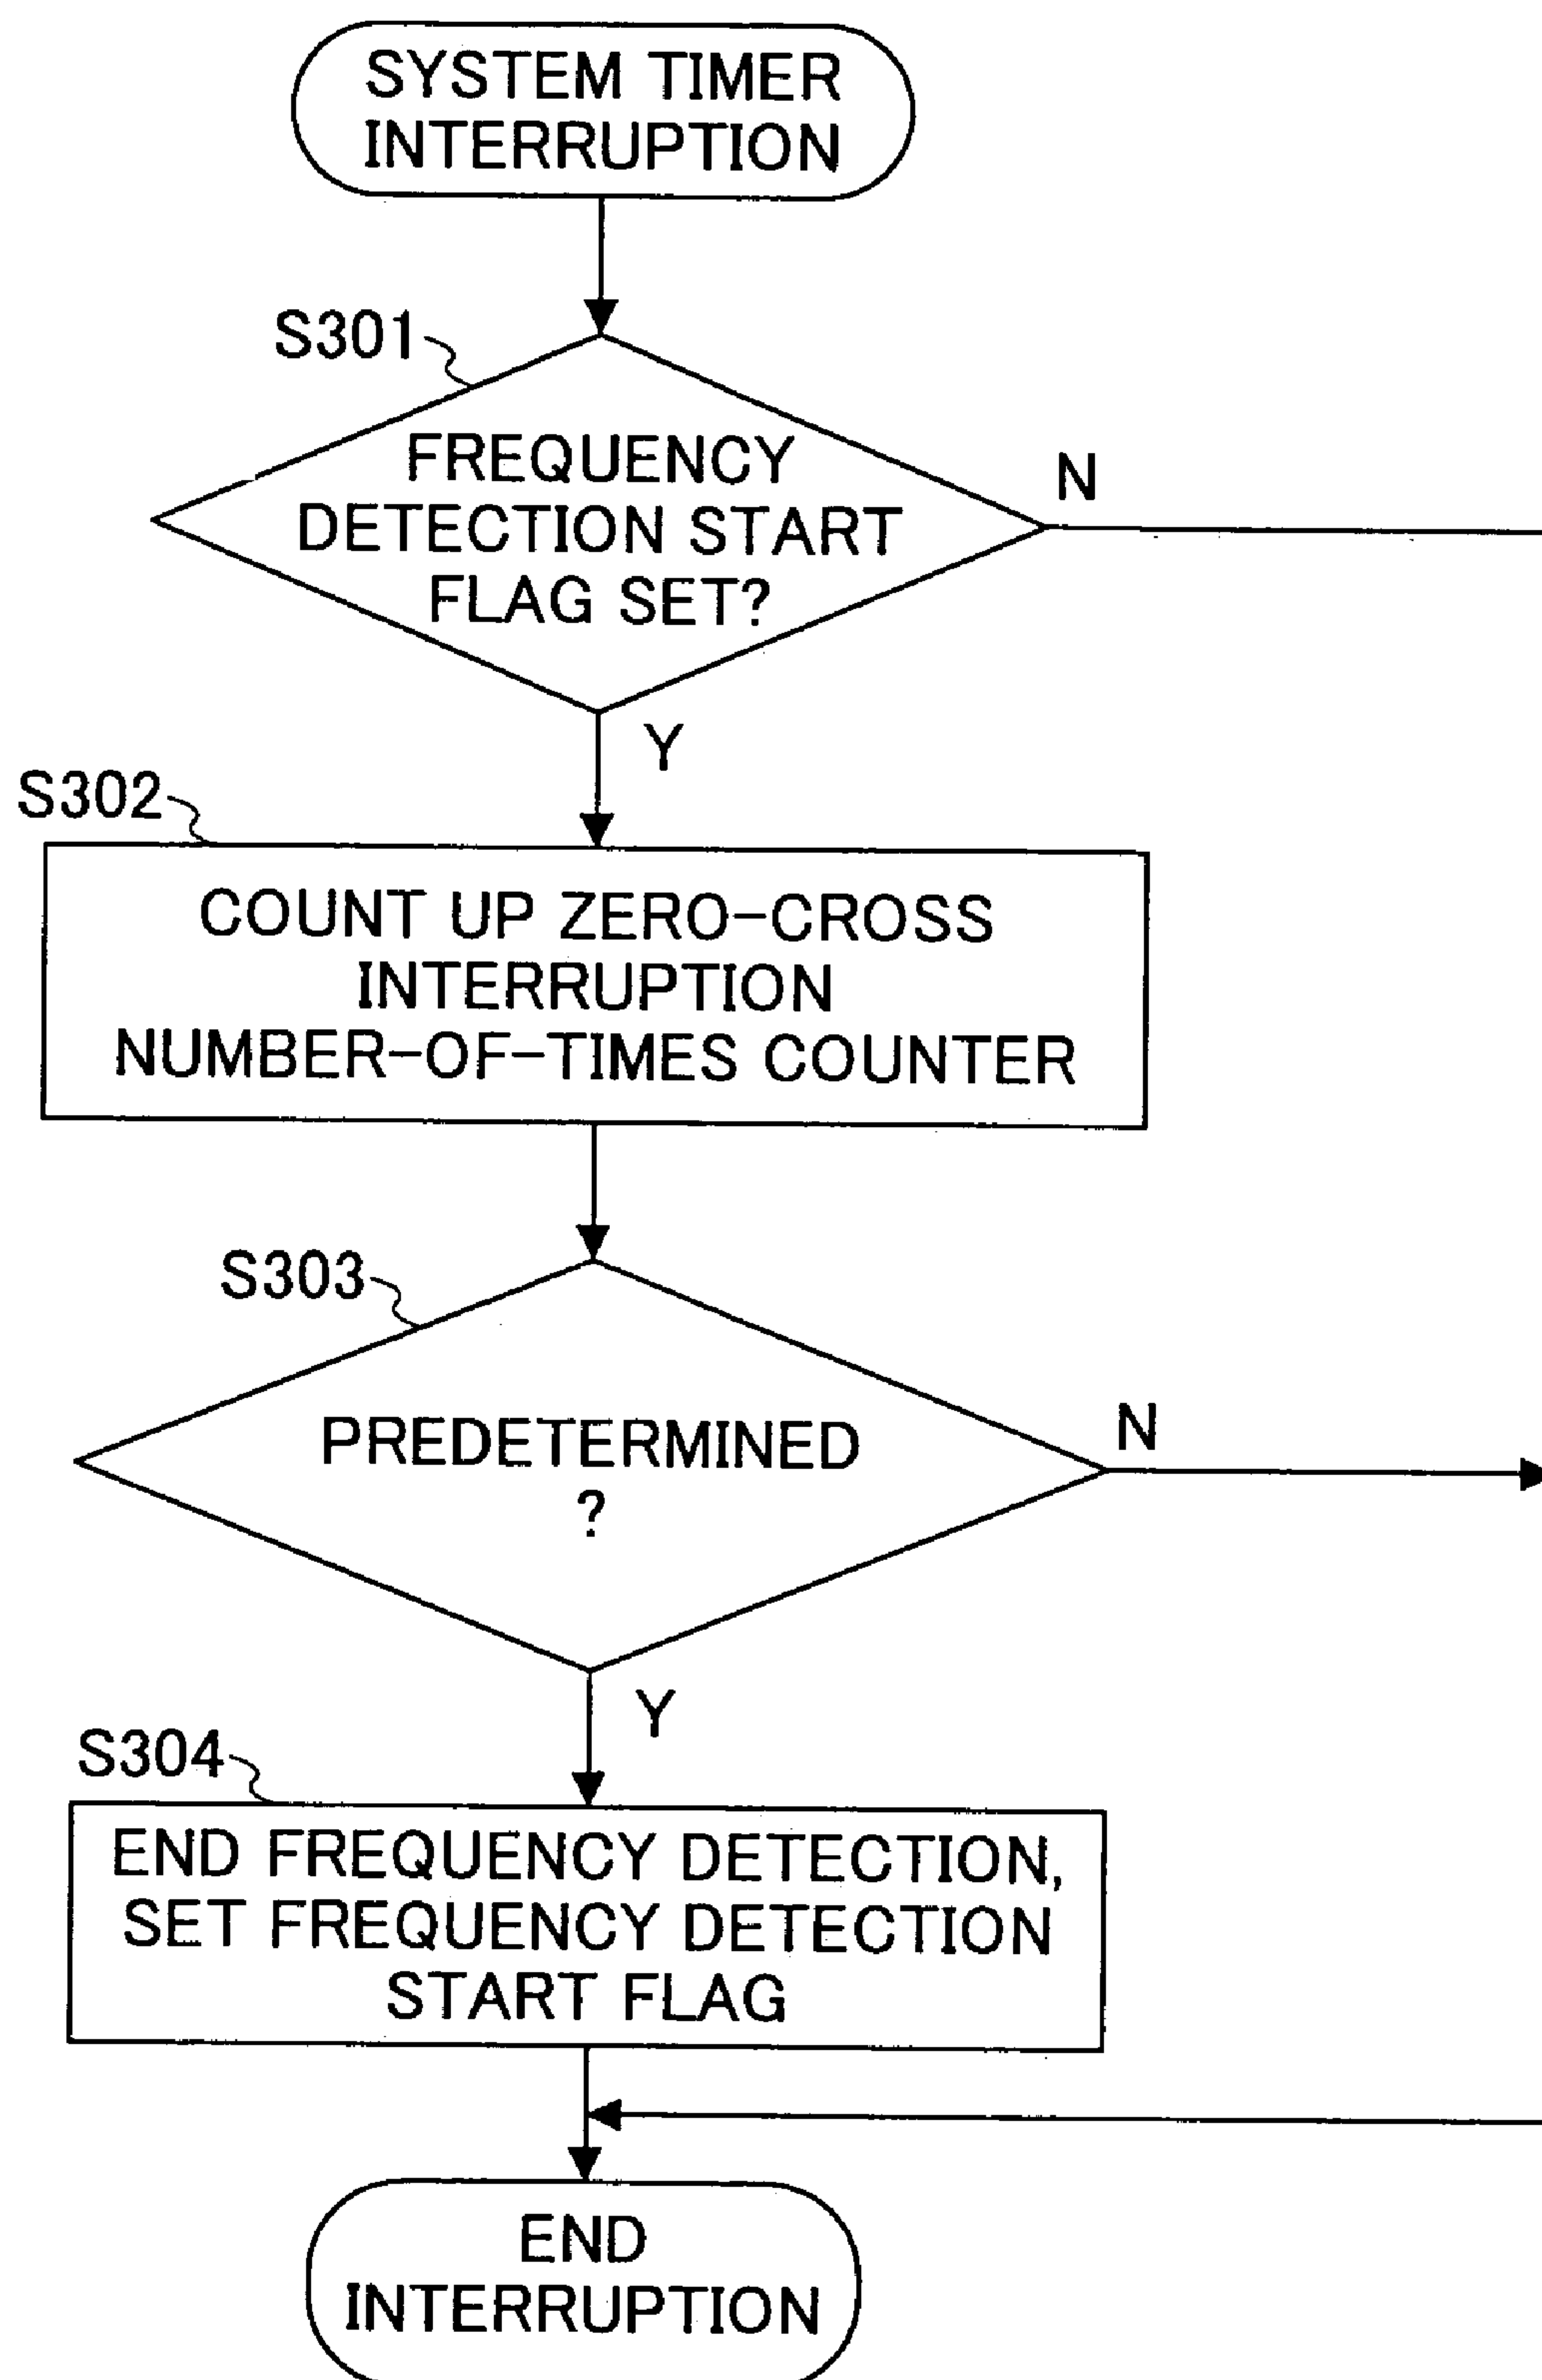 SYSTEM TIMER
INTERRUPTION
S301
FREQUENCY
DETECTION START
FLAG SET?
N
Y
S302
COUNT UP ZERO-CROSS
INTERRUPTION
NUMBER-OF-TIMES COUNTER
S303
PREDETERMINED
?
N
Y
S304
END FREQUENCY DETECTION,
SET FREQUENCY DETECTION
START FLAG
END
INTERRUPTION